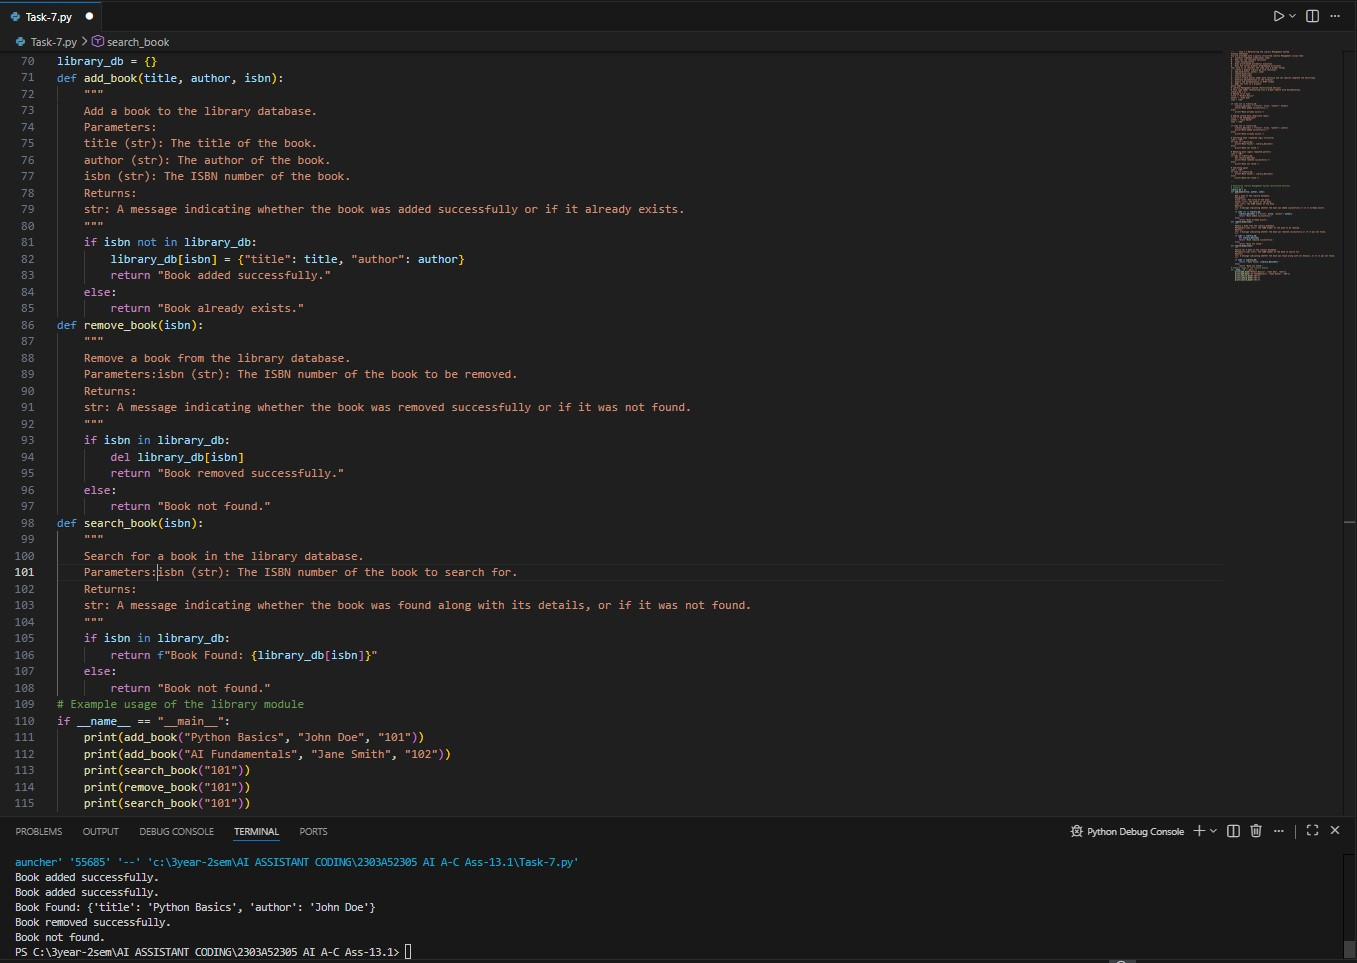 Task-7.py
Task-7.py > search_book
70 library_db = {}
71 def add_book(title, author, isbn):
72     """
73     Add a book to the library database.
74     Parameters:
75     title (str): The title of the book.
76     author (str): The author of the book.
77     isbn (str): The ISBN number of the book.
78     Returns:
79     str: A message indicating whether the book was added successfully or if it already exists.
80     """
81     if isbn not in library_db:
82         library_db[isbn] = {"title": title, "author": author}
83         return "Book added successfully."
84     else:
85         return "Book already exists."
86 def remove_book(isbn):
87     """
88     Remove a book from the library database.
89     Parameters:isbn (str): The ISBN number of the book to be removed.
90     Returns:
91     str: A message indicating whether the book was removed successfully or if it was not found.
92     """
93     if isbn in library_db:
94         del library_db[isbn]
95         return "Book removed successfully."
96     else:
97         return "Book not found."
98 def search_book(isbn):
99     """
100     Search for a book in the library database.
101     Parameters:isbn (str): The ISBN number of the book to search for.
102     Returns:
103     str: A message indicating whether the book was found along with its details, or if it was not found.
104     """
105     if isbn in library_db:
106         return f"Book Found: {library_db[isbn]}"
107     else:
108         return "Book not found."
109 # Example usage of the library module
110 if __name__ == "__main__":
111     print(add_book("Python Basics", "John Doe", "101"))
112     print(add_book("AI Fundamentals", "Jane Smith", "102"))
113     print(search_book("101"))
114     print(remove_book("101"))
115     print(search_book("101"))
PROBLEMS OUTPUT DEBUG CONSOLE TERMINAL PORTS Python Debug Console
auncher' '55685' '--' 'c:\3year-2sem\AI ASSISTANT CODING\2303A52305 AI A-C Ass-13.1\Task-7.py'
Book added successfully.
Book added successfully.
Book Found: {'title': 'Python Basics', 'author': 'John Doe'}
Book removed successfully.
Book not found.
PS C:\3year-2sem\AI ASSISTANT CODING\2303A52305 AI A-C Ass-13.1>